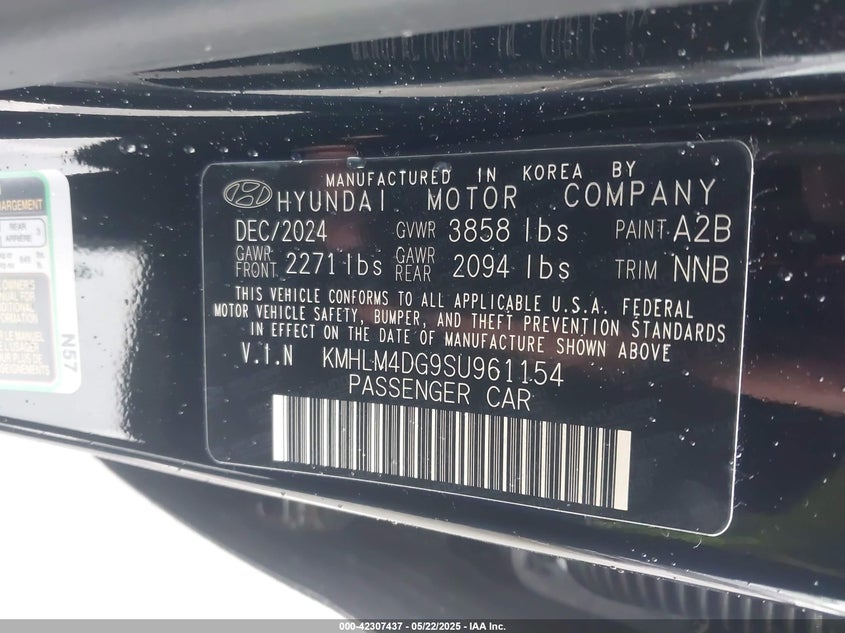 MANUFACTURED IN KOREA BY
HYUNDAI MOTOR COMPANY
DEC/2024 GVWR 3858 lbs PAINT A2B
GAWR FRONT 2271 lbs GAWR REAR 2094 lbs TRIM NNB
THIS VEHICLE CONFORMS TO ALL APPLICABLE U.S.A. FEDERAL
MOTOR VEHICLE SAFETY, BUMPER, AND THEFT PREVENTION STANDARDS
IN EFFECT ON THE DATE OF MANUFACTURE SHOWN ABOVE
V.I.N KMHLM4DG9SU961154
PASSENGER CAR
REAR
ARRIÈRE 3
N57
000-42307437 - 05/22/2025 - IAA Inc.